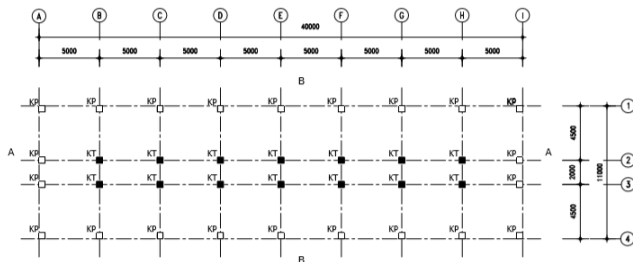 A B C D E F G H I
40000
5000 5000 5000 5000 5000 5000 5000 5000
B
KP KP KP KP KP KP KP KP KP
1
4500
A KP KT KT KT KT KT KT KT KP A
2
2000 11000
KP KT KT KT KT KT KT KT KP
3
4500
KP KP KP KP KP KP KP KP KP
4
B